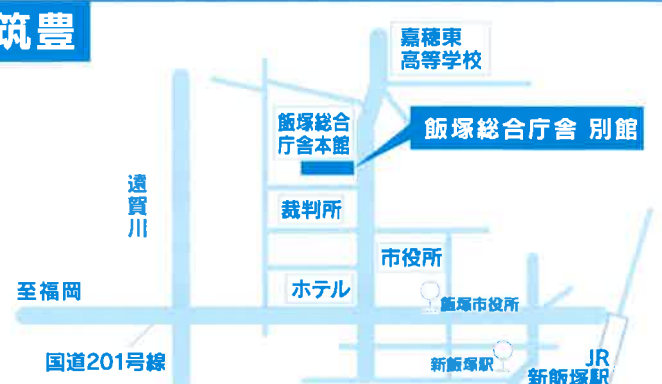 筑豊
嘉穂東
高等学校
飯塚総合
庁舎本館
飯塚総合庁舎 別館
遠賀川
裁判所
市役所
至福岡
ホテル
飯塚市役所
国道201号線
新飯塚駅
JR
新飯塚駅